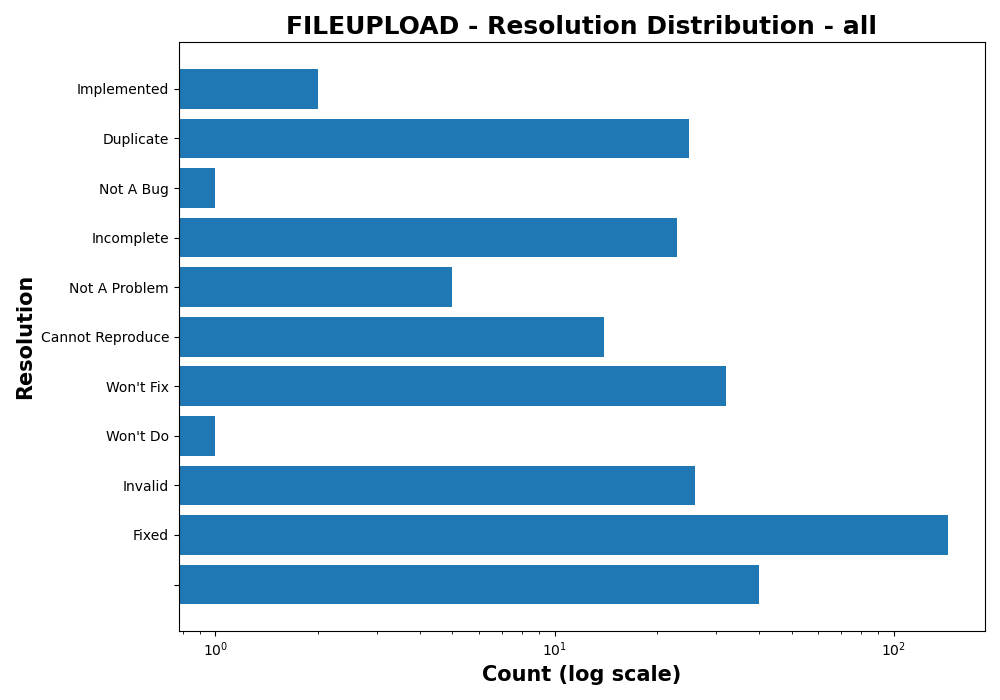 FILEUPLOAD - Resolution Distribution - all
Implemented
Duplicate
Not A Bug
Incomplete
Not A Problem
Cannot Reproduce
Won't Fix
Won't Do
Invalid
Fixed
Resolution
10⁰ 10¹ 10²
Count (log scale)